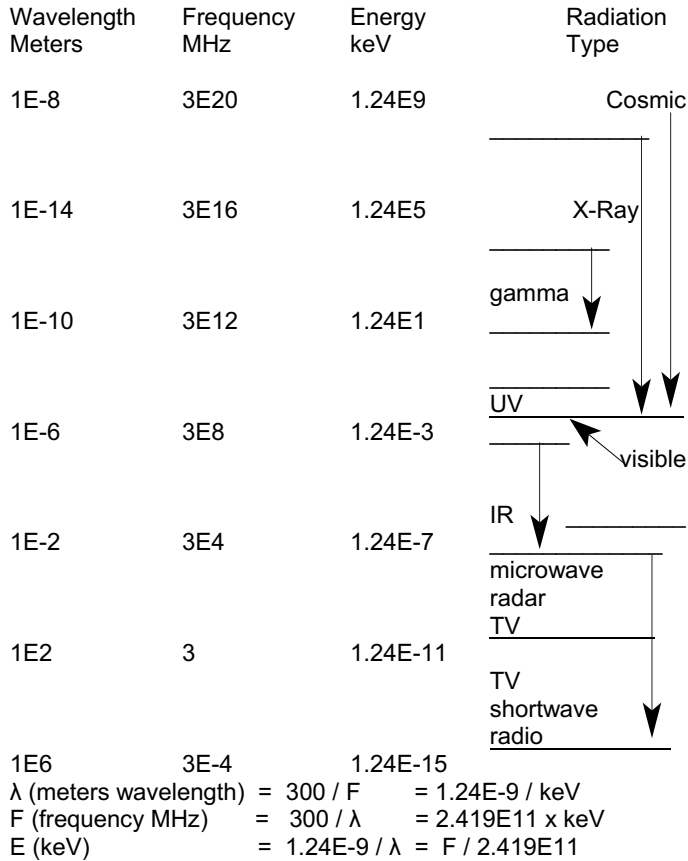 Wavelength Frequency Energy Radiation
Meters MHz keV Type
1E-8 3E20 1.24E9 Cosmic
1E-14 3E16 1.24E5 X-Ray
gamma
1E-10 3E12 1.24E1
UV
1E-6 3E8 1.24E-3
visible
IR
1E-2 3E4 1.24E-7
microwave
radar
TV
1E2 3 1.24E-11
TV
shortwave
radio
1E6 3E-4 1.24E-15
λ (meters wavelength) = 300 / F = 1.24E-9 / keV
F (frequency MHz) = 300 / λ = 2.419E11 x keV
E (keV) = 1.24E-9 / λ = F / 2.419E11